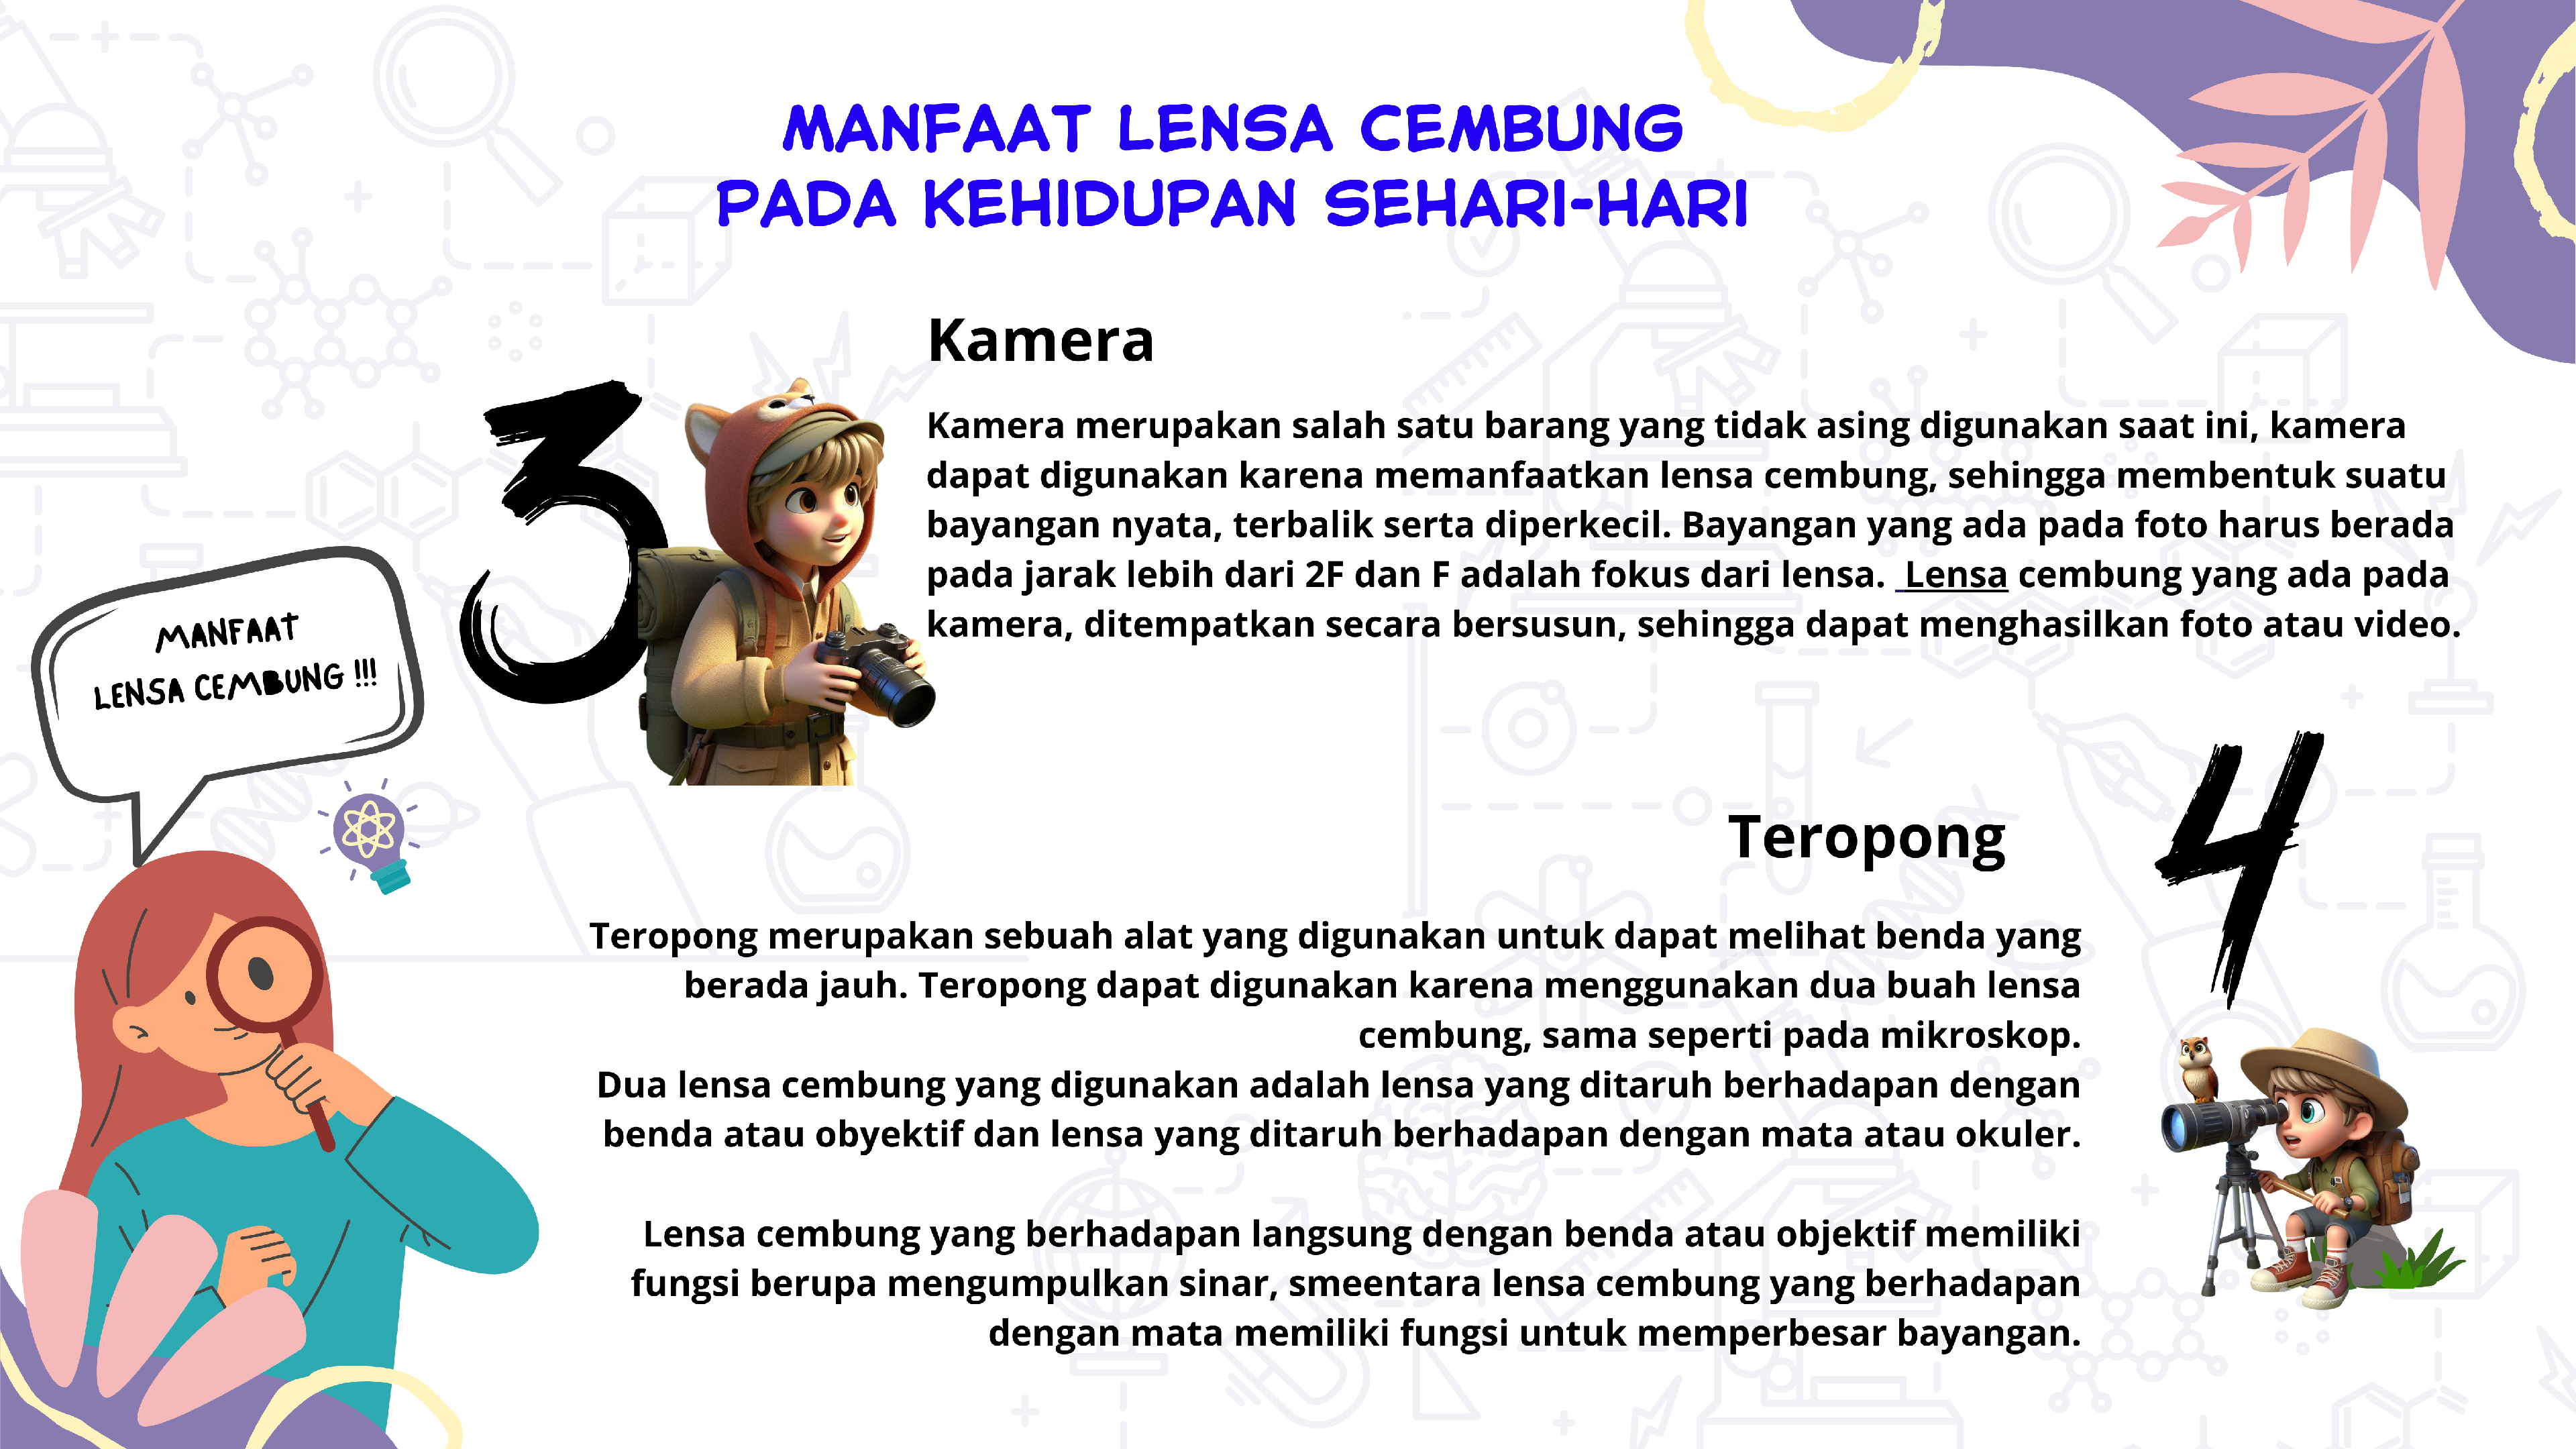 MANFAAT LENSA CEMBUNG
PADA KEHIDUPAN SEHARI-HARI
3
Kamera
Kamera merupakan salah satu barang yang tidak asing digunakan saat ini, kamera
dapat digunakan karena memanfaatkan lensa cembung, sehingga membentuk suatu
bayangan nyata, terbalik serta diperkecil. Bayangan yang ada pada foto harus berada
pada jarak lebih dari 2F dan F adalah fokus dari lensa.  Lensa cembung yang ada pada
kamera, ditempatkan secara bersusun, sehingga dapat menghasilkan foto atau video.
MANFAAT
LENSA CEMBUNG !!!
4
Teropong
Teropong merupakan sebuah alat yang digunakan untuk dapat melihat benda yang
berada jauh. Teropong dapat digunakan karena menggunakan dua buah lensa
cembung, sama seperti pada mikroskop.
Dua lensa cembung yang digunakan adalah lensa yang ditaruh berhadapan dengan
benda atau obyektif dan lensa yang ditaruh berhadapan dengan mata atau okuler.
Lensa cembung yang berhadapan langsung dengan benda atau objektif memiliki
fungsi berupa mengumpulkan sinar, smeentara lensa cembung yang berhadapan
dengan mata memiliki fungsi untuk memperbesar bayangan.